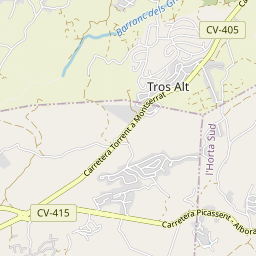 Barranc dels G
CV-405
Tros Alt
Carretera Torrent a Montserrat
l'Horta Sud
CV-415
Carretera Picassent - Albora